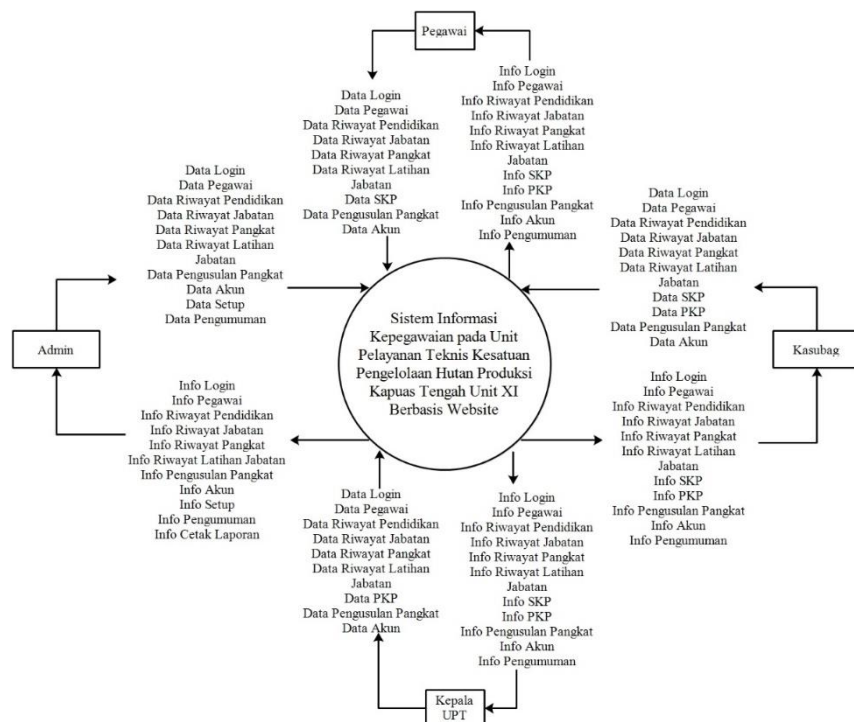 Pegawai
Data Login
Data Pegawai
Data Riwayat Pendidikan
Data Riwayat Jabatan
Data Riwayat Pangkat
Data Riwayat Latihan
Jabatan
Data SKP
Data Pengusulan Pangkat
Data Akun
Info Login
Info Pegawai
Info Riwayat Pendidikan
Info Riwayat Jabatan
Info Riwayat Pangkat
Info Riwayat Latihan
Jabatan
Info SKP
Info PKP
Info Pengusulan Pangkat
Info Akun
Info Pengumuman
Data Login
Data Pegawai
Data Riwayat Pendidikan
Data Riwayat Jabatan
Data Riwayat Pangkat
Data Riwayat Latihan
Jabatan
Data Pengusulan Pangkat
Data Akun
Data Setup
Data Pengumuman
Data Login
Data Pegawai
Data Riwayat Pendidikan
Data Riwayat Jabatan
Data Riwayat Pangkat
Data Riwayat Latihan
Jabatan
Data SKP
Data PKP
Data Pengusulan Pangkat
Data Akun
Admin
Sistem Informasi
Kepegawaian pada Unit
Pelayanan Teknis Kesatuan
Pengelolaan Hutan Produksi
Kapuas Tengah Unit XI
Berbasis Website
Kasubag
Info Login
Info Pegawai
Info Riwayat Pendidikan
Info Riwayat Jabatan
Info Riwayat Pangkat
Info Riwayat Latihan Jabatan
Info Pengusulan Pangkat
Info Akun
Info Setup
Info Pengumuman
Info Cetak Laporan
Info Login
Info Pegawai
Info Riwayat Pendidikan
Info Riwayat Jabatan
Info Riwayat Pangkat
Info Riwayat Latihan
Jabatan
Info SKP
Info PKP
Info Pengusulan Pangkat
Info Akun
Info Pengumuman
Data Login
Data Pegawai
Data Riwayat Pendidikan
Data Riwayat Jabatan
Data Riwayat Pangkat
Data Riwayat Latihan
Jabatan
Data PKP
Data Pengusulan Pangkat
Data Akun
Info Login
Info Pegawai
Info Riwayat Pendidikan
Info Riwayat Jabatan
Info Riwayat Pangkat
Info Riwayat Latihan
Jabatan
Info SKP
Info PKP
Info Pengusulan Pangkat
Info Akun
Info Pengumuman
Kepala
UPT